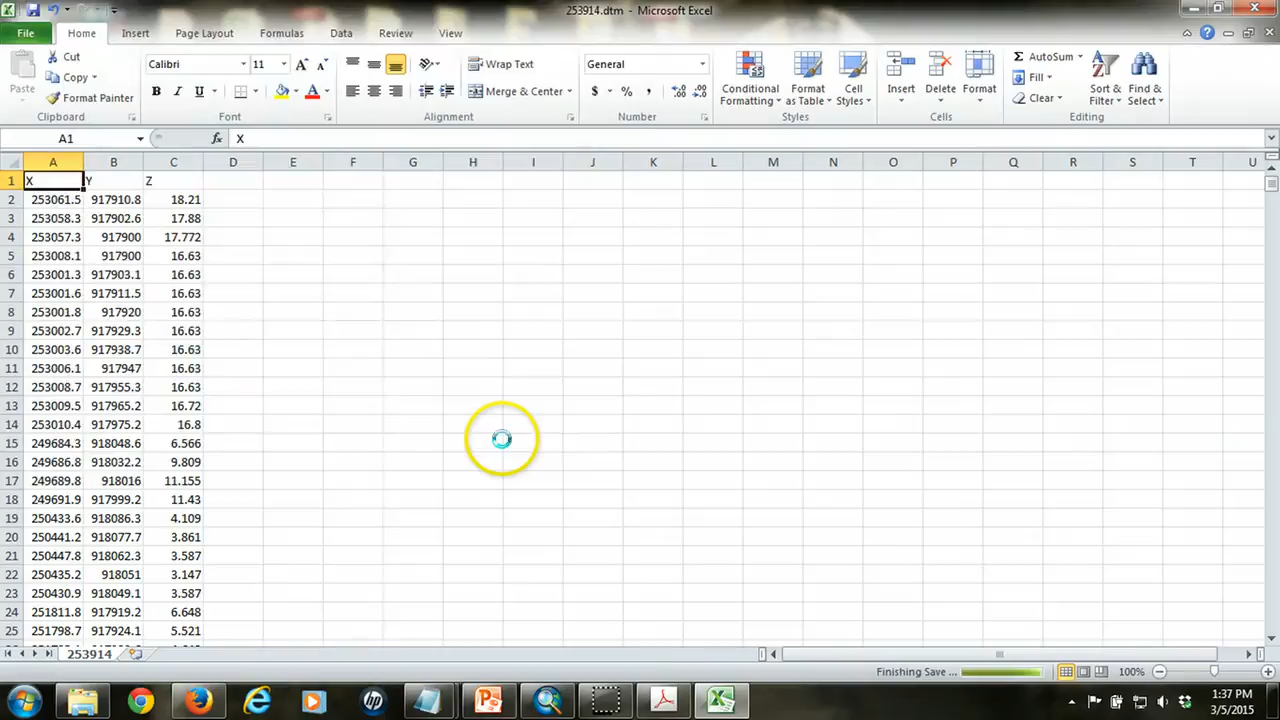 253914.dtm - Microsoft Excel
File Home Insert Page Layout Formulas Data Review View
Paste Cut Copy Format Painter Clipboard
Calibri 11 A A B I U A Font
Wrap Text Merge & Center Alignment
General $ % , Number
Conditional Formatting Format as Table Cell Styles Styles
Insert Delete Format Cells
Σ AutoSum Fill Clear Sort & Filter Find & Select Editing
A1 fx X
A B C D E F G H I J K L M N O P Q R S T U
1 X Y Z
2 253061.5 917910.8 18.21
3 253058.3 917902.6 17.88
4 253057.3 917900 17.772
5 253008.1 917900 16.63
6 253001.3 917903.1 16.63
7 253001.6 917911.5 16.63
8 253001.8 917920 16.63
9 253002.7 917929.3 16.63
10 253003.6 917938.7 16.63
11 253006.1 917947 16.63
12 253008.7 917955.3 16.63
13 253009.5 917965.2 16.72
14 253010.4 917975.2 16.8
15 249684.3 918048.6 6.566
16 249686.8 918032.2 9.809
17 249689.8 918016 11.155
18 249691.9 917999.2 11.43
19 250433.6 918086.3 4.109
20 250441.2 918077.7 3.861
21 250447.8 918062.3 3.587
22 250435.2 918051 3.147
23 250430.9 918049.1 3.587
24 251811.8 917919.2 6.648
25 251798.7 917924.1 5.521
253914
Finishing Save ... 100%
1:37 PM
3/5/2015